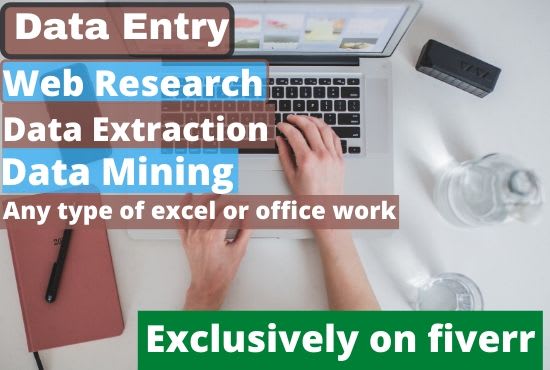 Data Entry
Web Research
Data Extraction
Data Mining
Any type of excel or office work
Exclusively on fiverr